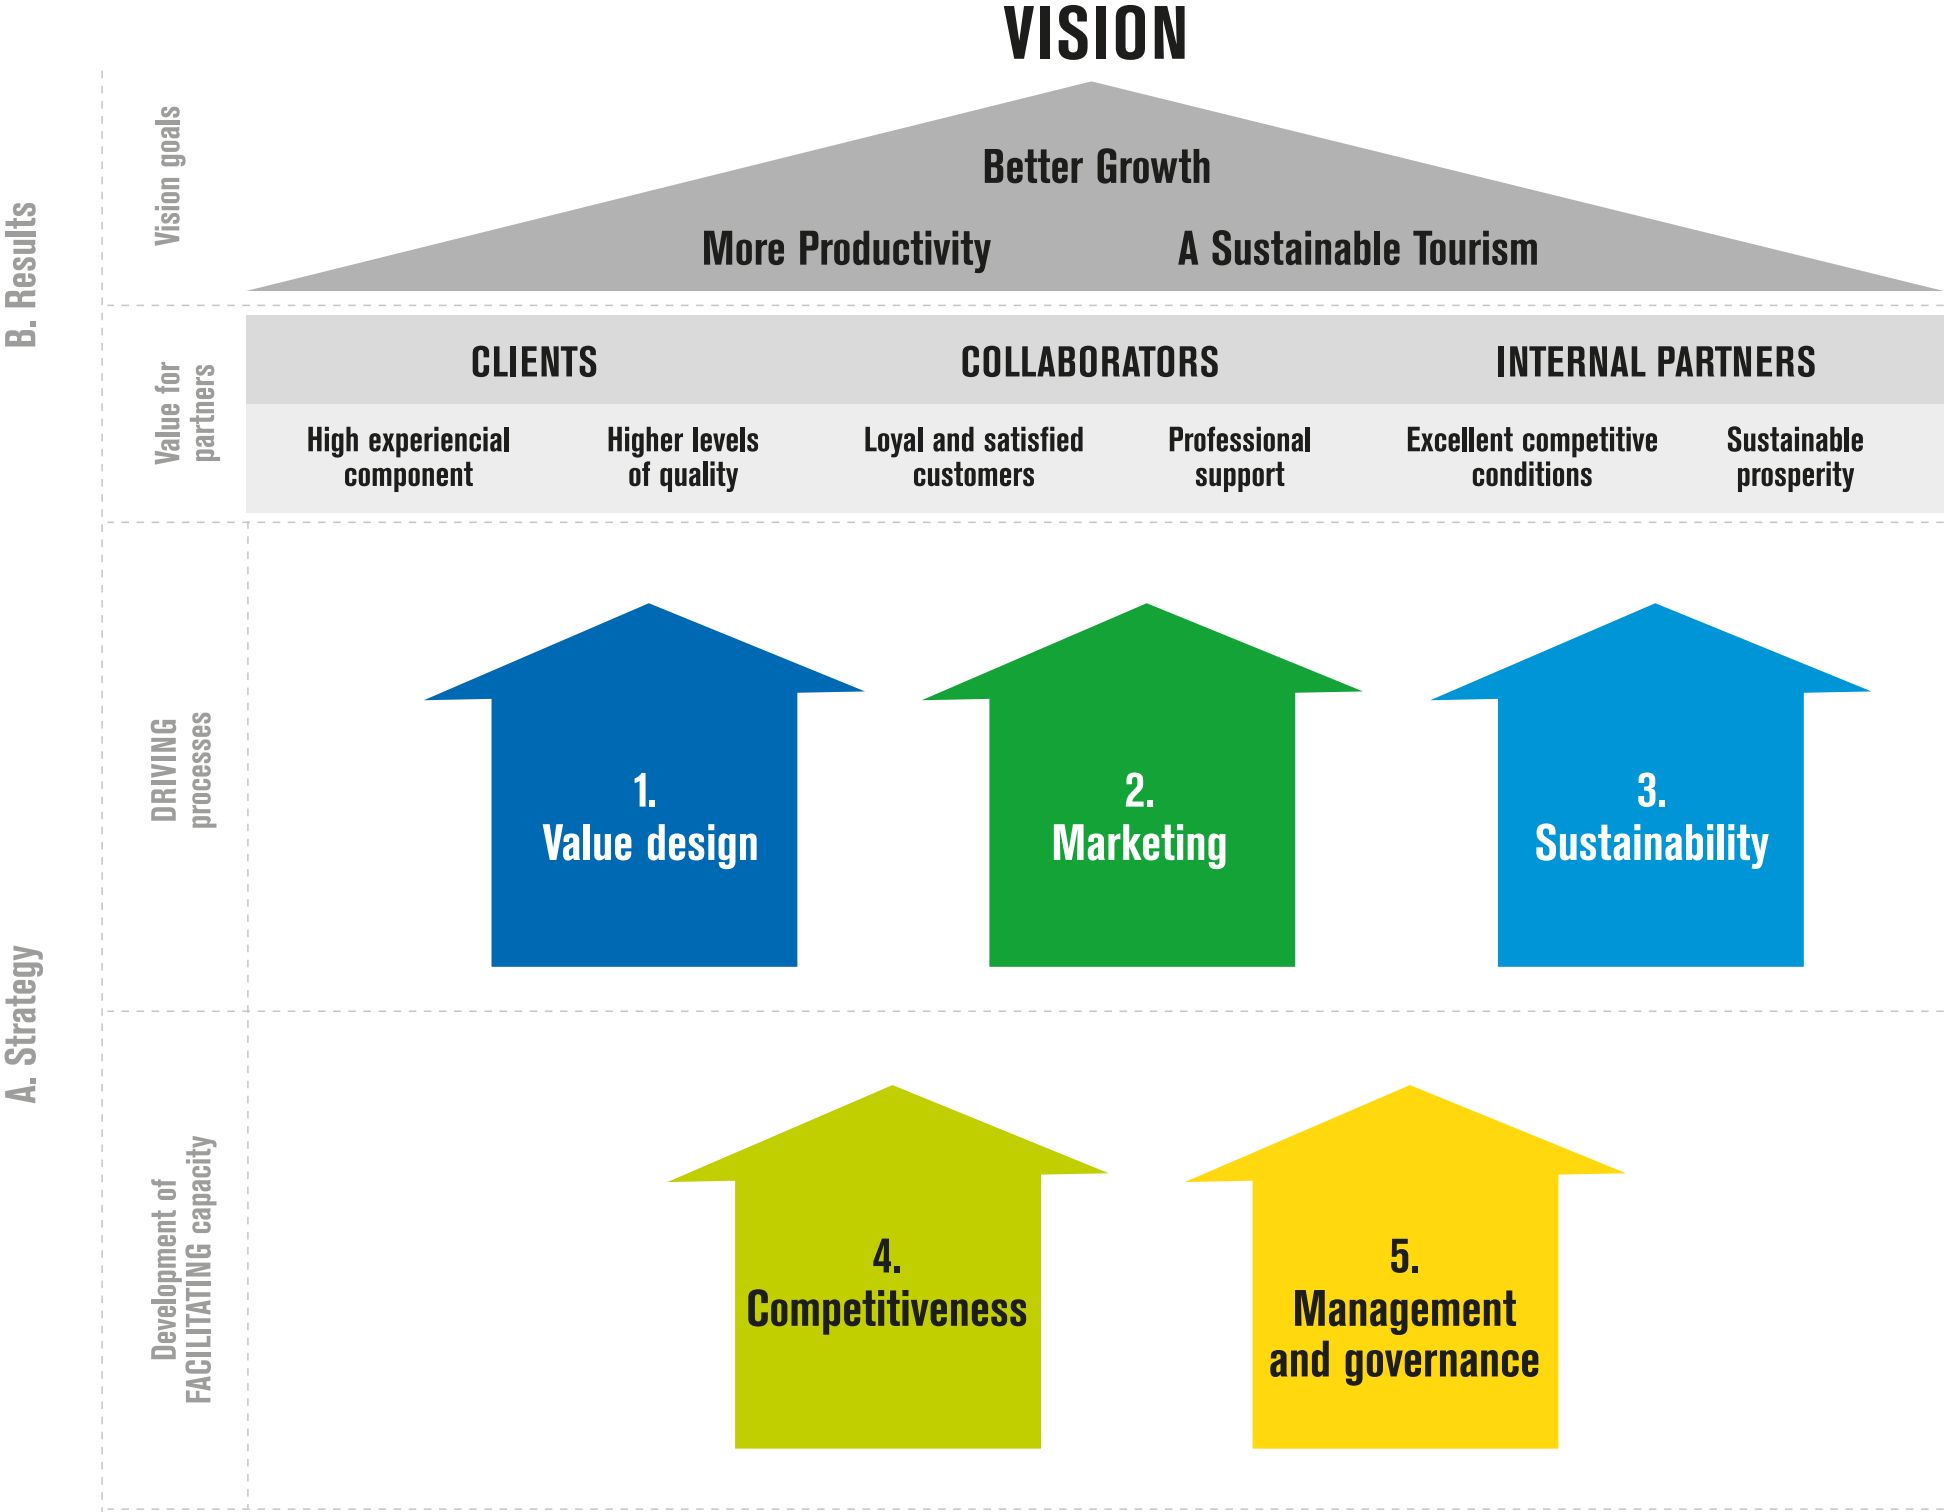 VISION
B. Results
Vision goals
Better Growth
More Productivity
A Sustainable Tourism
Value for
partners
CLIENTS
COLLABORATORS
INTERNAL PARTNERS
High experiencial
component
Higher levels
of quality
Loyal and satisfied
customers
Professional
support
Excellent competitive
conditions
Sustainable
prosperity
A. Strategy
DRIVING
processes
1.
Value design
2.
Marketing
3.
Sustainability
Development of
FACILITATING capacity
4.
Competitiveness
5.
Management
and governance